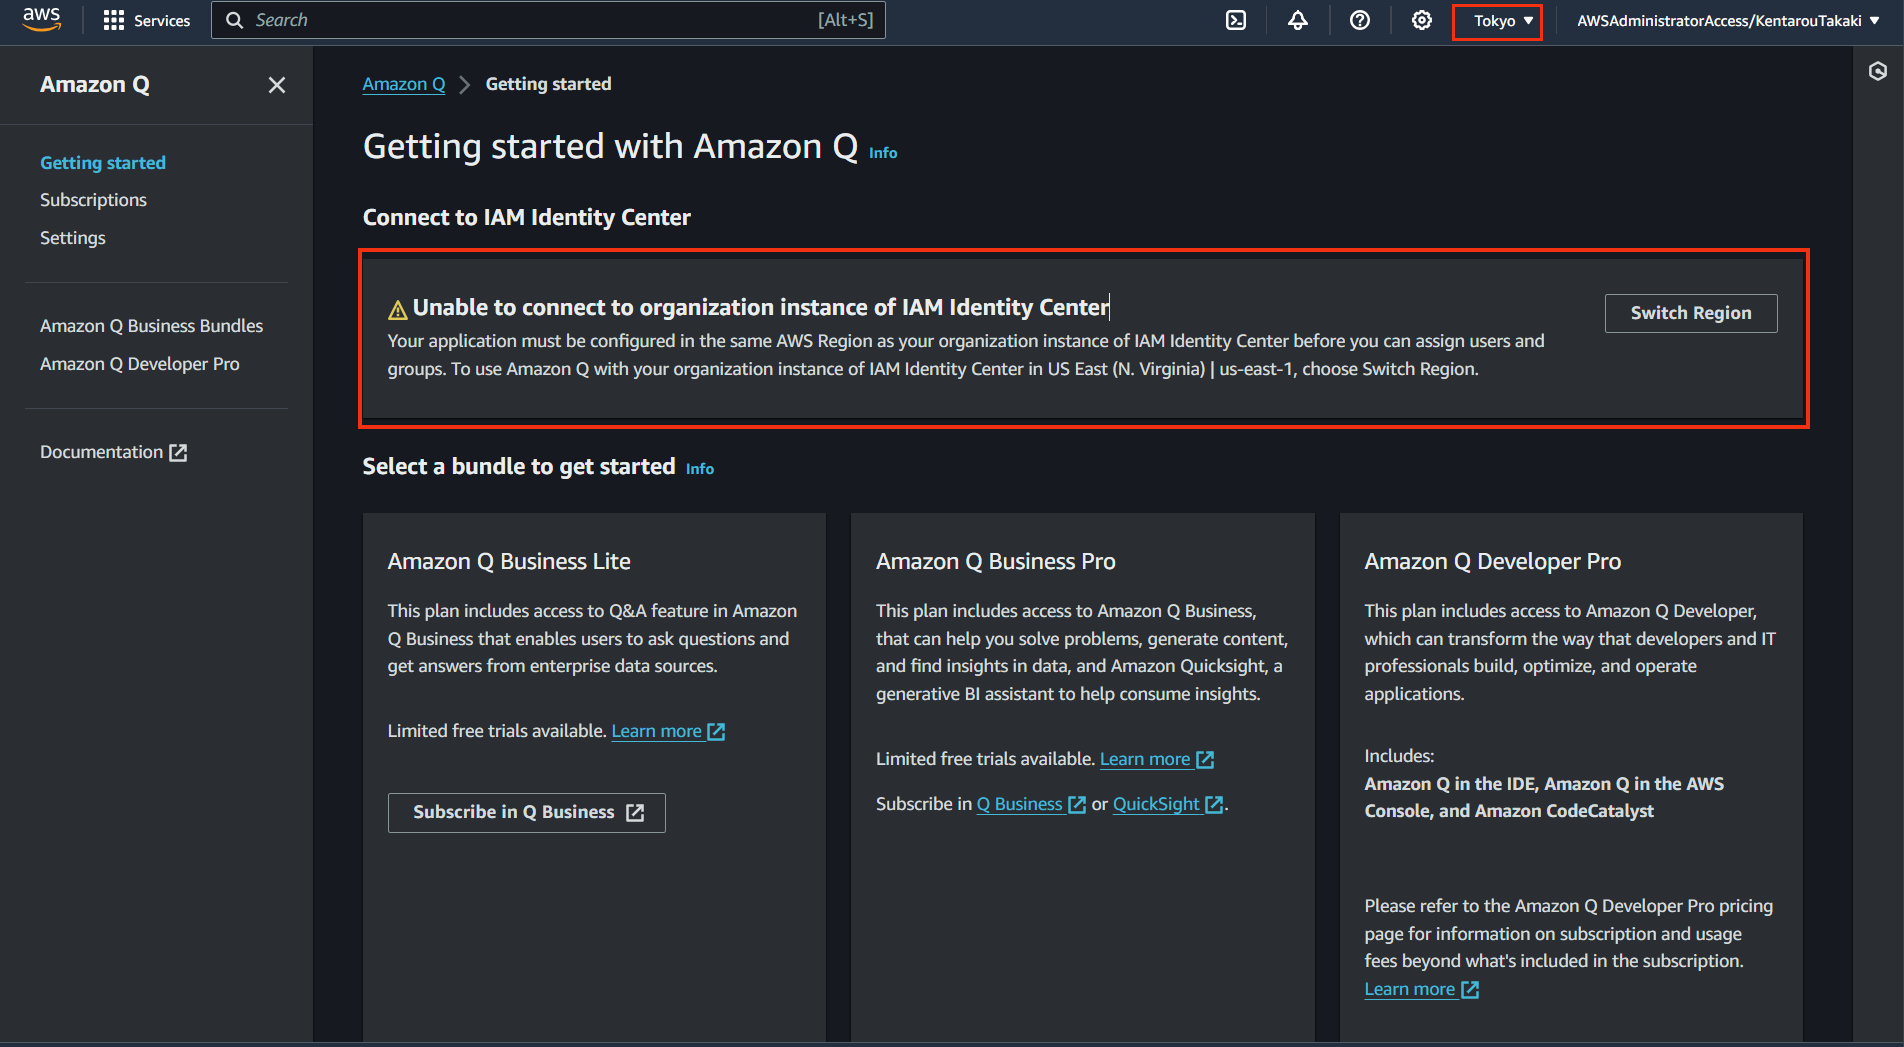 aws
Services
Search
[Alt+S]
Tokyo
AWSAdministratorAccess/KentarouTakaki
Amazon Q
Getting started
Subscriptions
Settings
Amazon Q Business Bundles
Amazon Q Developer Pro
Documentation
Amazon Q
Getting started
Getting started with Amazon Q Info
Connect to IAM Identity Center
Unable to connect to organization instance of IAM Identity Center
Your application must be configured in the same AWS Region as your organization instance of IAM Identity Center before you can assign users and
groups. To use Amazon Q with your organization instance of IAM Identity Center in US East (N. Virginia) | us-east-1, choose Switch Region.
Switch Region
Select a bundle to get started Info
Amazon Q Business Lite
This plan includes access to Q&A feature in Amazon
Q Business that enables users to ask questions and
get answers from enterprise data sources.
Limited free trials available. Learn more
Subscribe in Q Business
Amazon Q Business Pro
This plan includes access to Amazon Q Business,
that can help you solve problems, generate content,
and find insights in data, and Amazon Quicksight, a
generative BI assistant to help consume insights.
Limited free trials available. Learn more
Subscribe in Q Business or QuickSight.
Amazon Q Developer Pro
This plan includes access to Amazon Q Developer,
which can transform the way that developers and IT
professionals build, optimize, and operate
applications.
Includes:
Amazon Q in the IDE, Amazon Q in the AWS
Console, and Amazon CodeCatalyst
Please refer to the Amazon Q Developer Pro pricing
page for information on subscription and usage
fees beyond what's included in the subscription.
Learn more